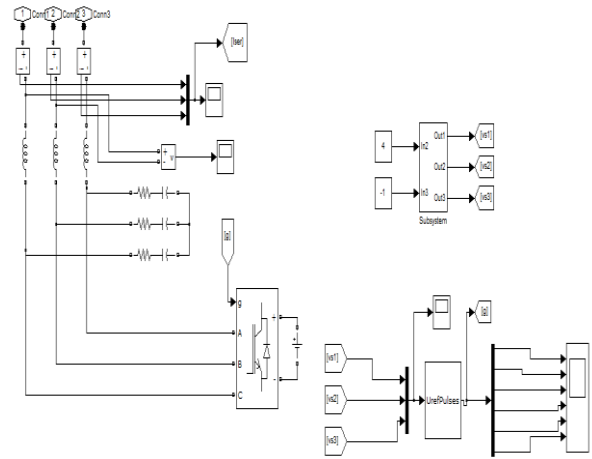 1 Conn1 2 Conn2 3 Conn3
[Iser]
+
-
+
-
+
-
+
-
v
4
-1
In2
In3
Out1
Out2
Out3
[vs1]
[vs2]
[vs3]
Subsystem
[g]
g
A
B
C
+
-
+
[vs1]
[vs2]
[vs3]
UrefPulses
[g]